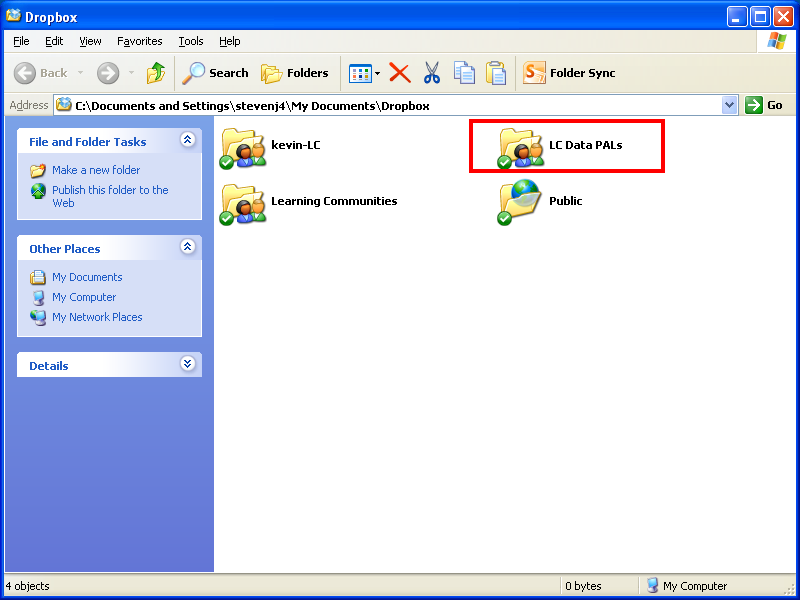 Dropbox
File Edit View Favorites Tools Help
Back Search Folders Folder Sync
Address C:\Documents and Settings\stevenj4\My Documents\Dropbox Go
File and Folder Tasks
Make a new folder
Publish this folder to the
Web
Other Places
My Documents
My Computer
My Network Places
Details
kevin-LC LC Data PALs
Learning Communities Public
4 objects 0 bytes My Computer